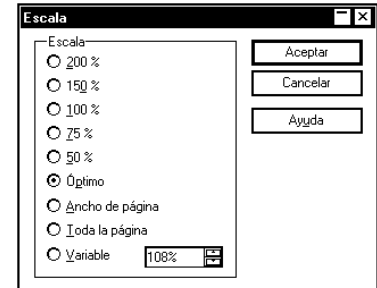 Escala
Escala
200 %
150 %
100 %
75 %
50 %
Óptimo
Ancho de página
Toda la página
Variable 108%
Aceptar
Cancelar
Ayuda